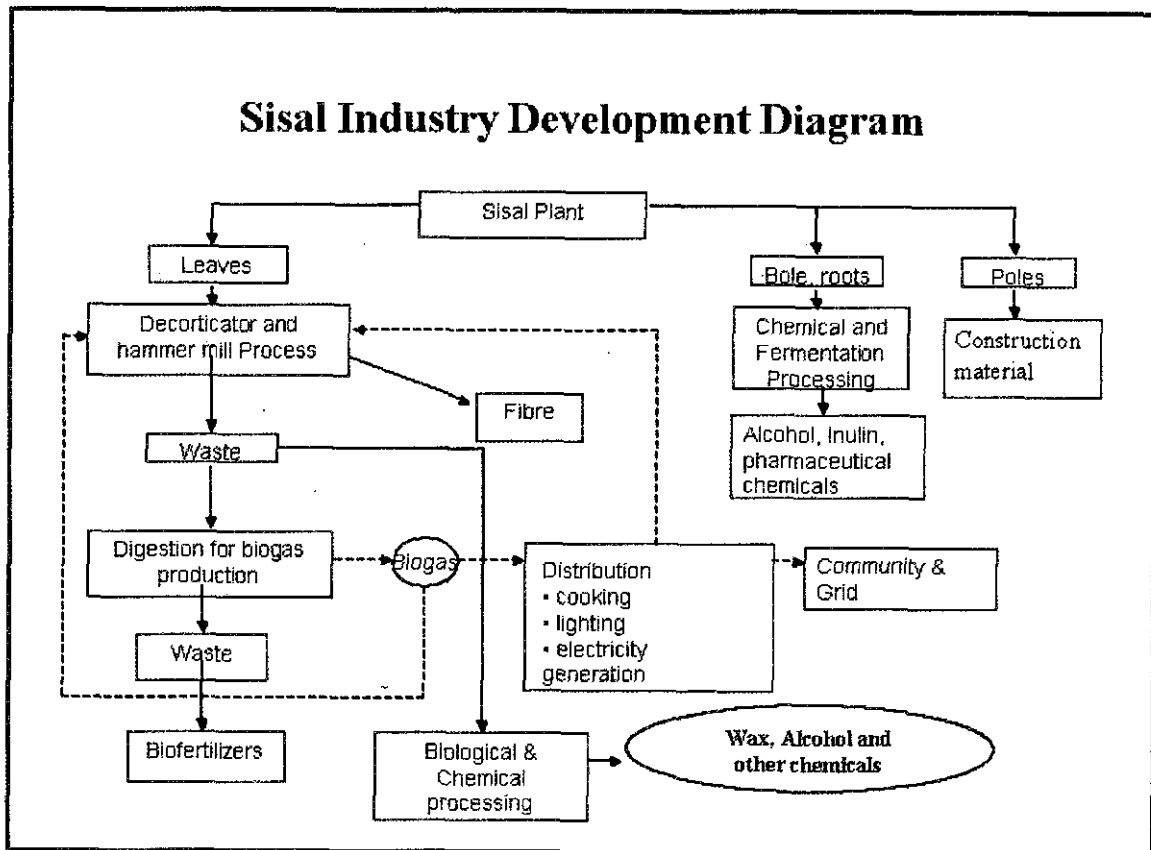 Sisal Industry Development Diagram
Sisal Plant
Leaves
Bole, roots
Poles
Decorticator and
hammer mill Process
Chemical and
Fermentation
Processing
Construction
material
Fibre
Waste
Alcohol, Inulin,
pharmaceutical
chemicals
Digestion for biogas
production
Biogas
Distribution
▪ cooking
▪ lighting
▪ electricity
generation
Community &
Grid
Waste
Biofertilizers
Biological &
Chemical
processing
Wax, Alcohol and
other chemicals